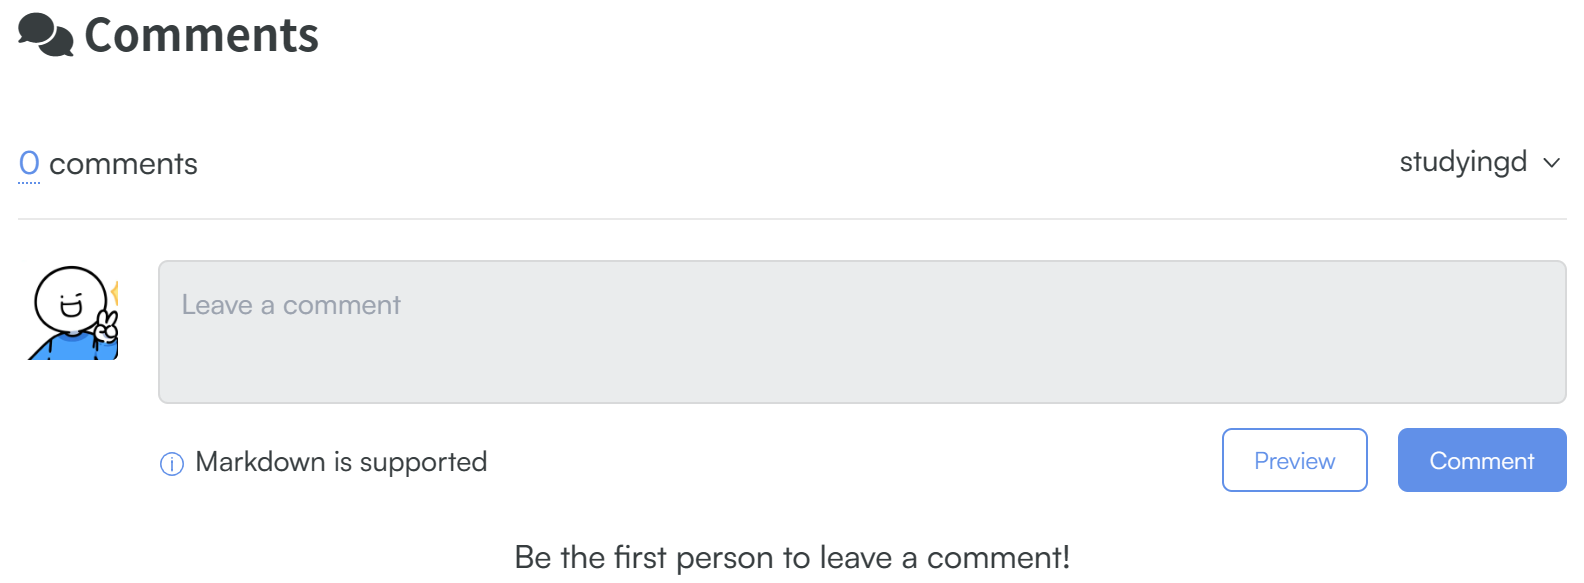 Comments
0 comments
studyingd
Leave a comment
Markdown is supported
Preview
Comment
Be the first person to leave a comment!